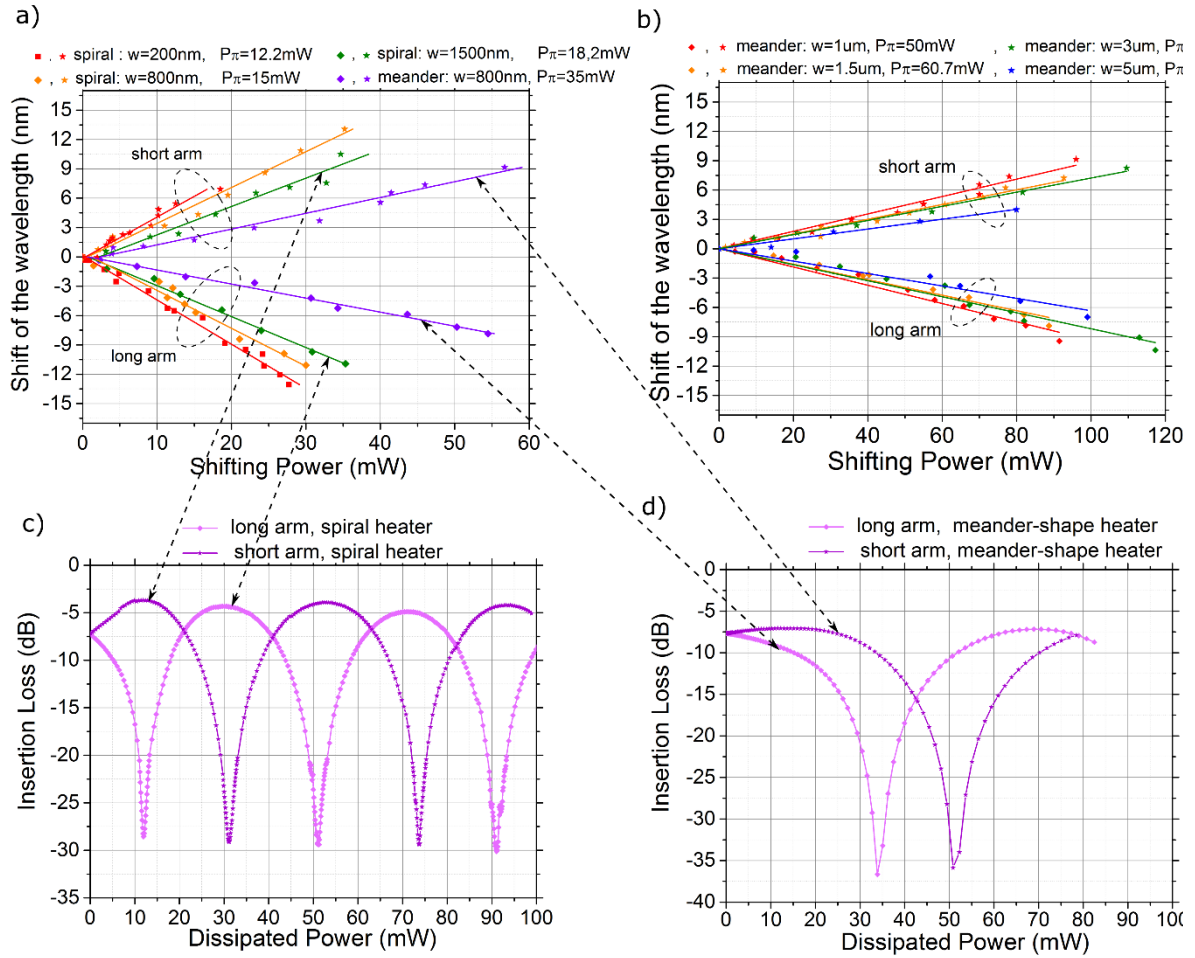 a)
, spiral : w=200nm, Pπ=12.2mW
, spiral: w=1500nm, Pπ=18,2mW
, spiral: w=800nm, Pπ=15mW
, meander: w=800nm, Pπ=35mW
Shift of the wavelength (nm)
15
12
9
6
3
0
-3
-6
-9
-12
-15
short arm
long arm
0 10 20 30 40 50 60
Shifting Power (mW)
b)
, meander: w=1um, Pπ=50mW
, meander: w=3um, Pπ
, meander: w=1.5um, Pπ=60.7mW
, meander: w=5um, Pπ
Shift of the wavelength (nm)
15
12
9
6
3
0
-3
-6
-9
-12
-15
short arm
long arm
0 20 40 60 80 100 120
Shifting Power (mW)
c)
long arm, spiral heater
short arm, spiral heater
Insertion Loss (dB)
0
-5
-10
-15
-20
-25
-30
-35
0 10 20 30 40 50 60 70 80 90 100
Dissipated Power (mW)
d)
long arm, meander-shape heater
short arm, meander-shape heater
Insertion Loss (dB)
0
-5
-10
-15
-20
-25
-30
-35
-40
0 10 20 30 40 50 60 70 80 90 100
Dissipated Power (mW)